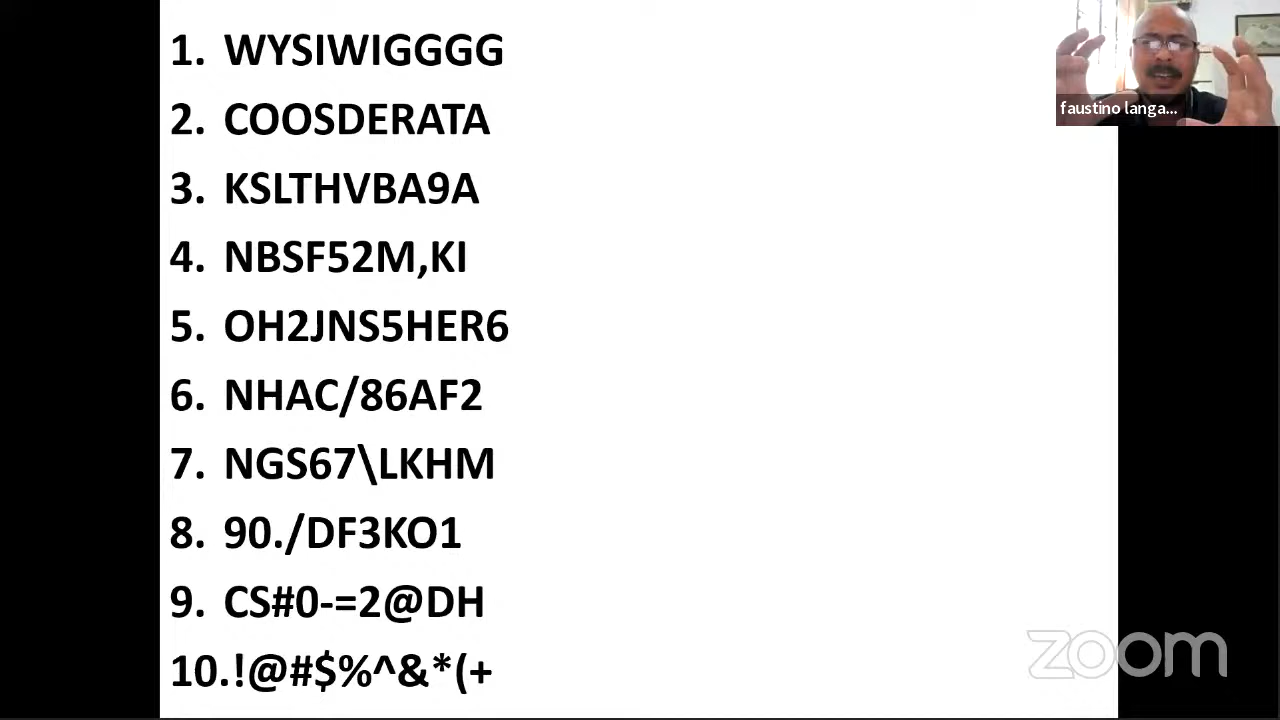 1. WYSIWIGGGG
2. COOSDERATA
3. KSLTHVBA9A
4. NBSF52M,KI
5. OH2JNS5HER6
6. NHAC/86AF2
7. NGS67\LKHM
8. 90./DF3KO1
9. CS#0-=2@DH
10.!@#$%^&*(+
faustino langa...
zoom